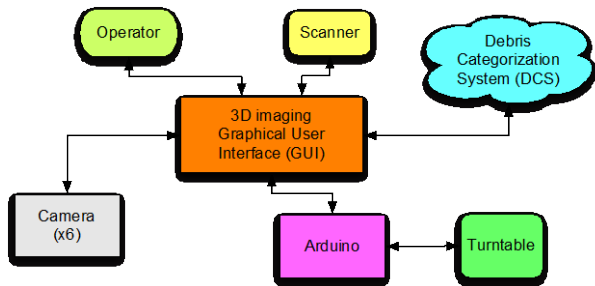 Operator
Scanner
Debris
Categorization
System (DCS)
3D imaging
Graphical User
Interface (GUI)
Camera
(x6)
Arduino
Turntable